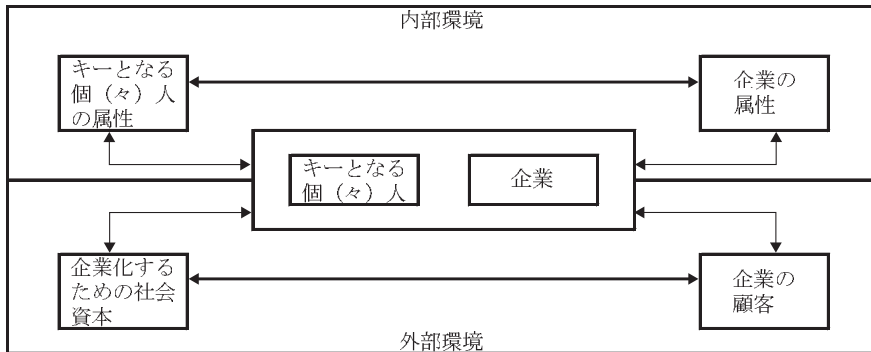 内部環境
キーとなる
個（々）人
の属性
企業の
属性
キーとなる
個（々）人
企業
企業化する
ための社会
資本
企業の
顧客
外部環境